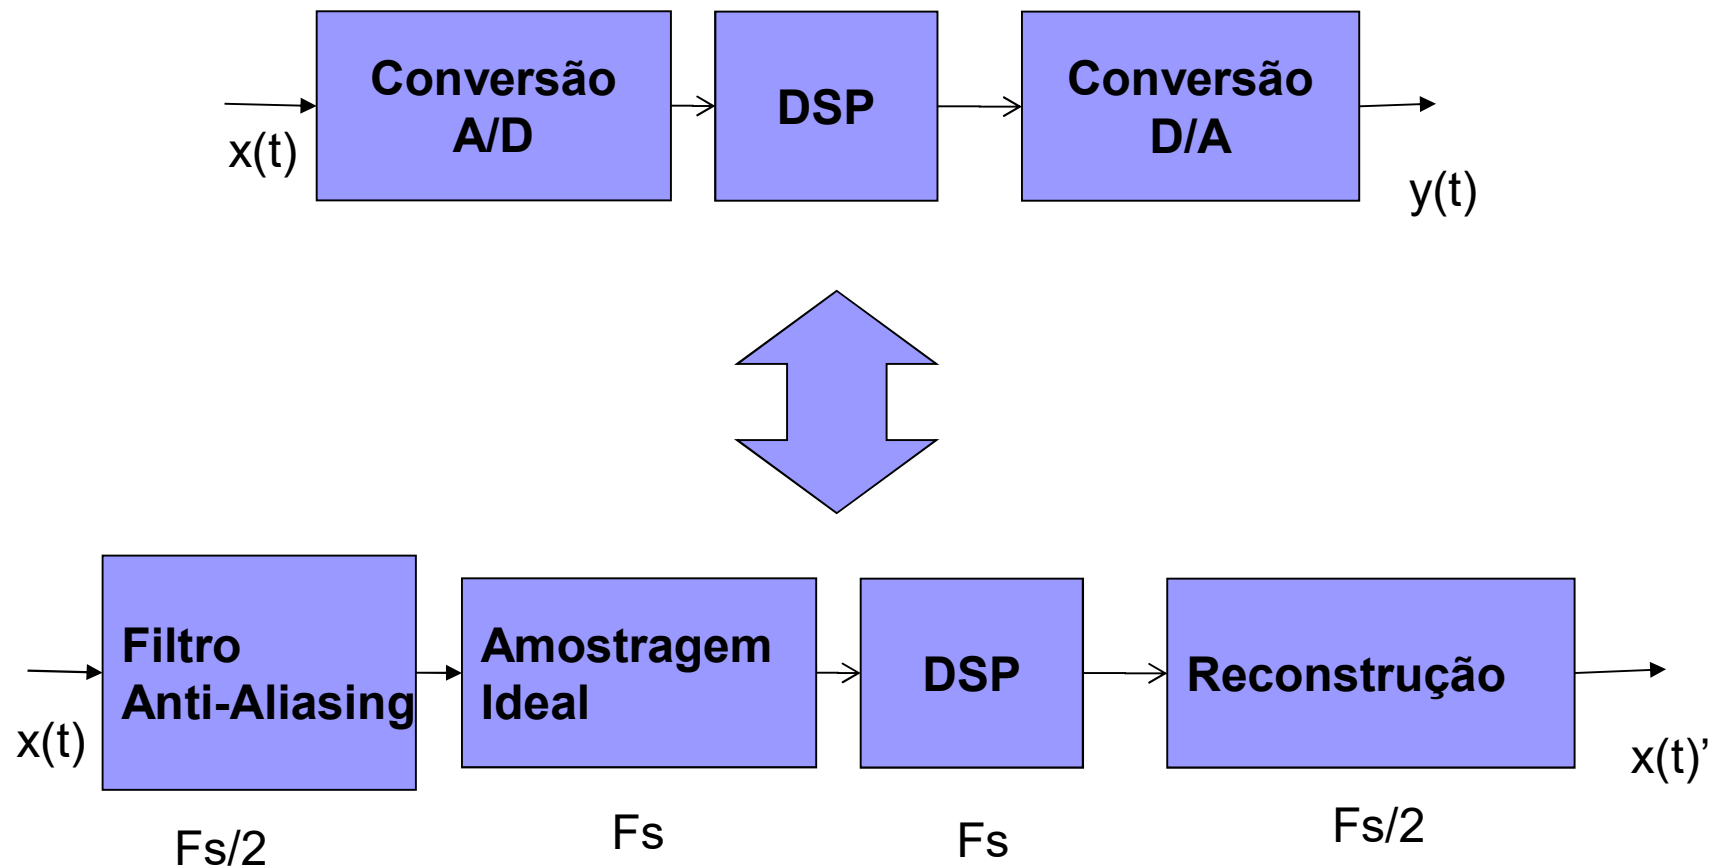 Conversão
A/D
DSP
Conversão
D/A
x(t)
y(t)
Filtro
Anti-Aliasing
Amostragem
Ideal
DSP
Reconstrução
x(t)
x(t)’
Fs/2
Fs
Fs
Fs/2